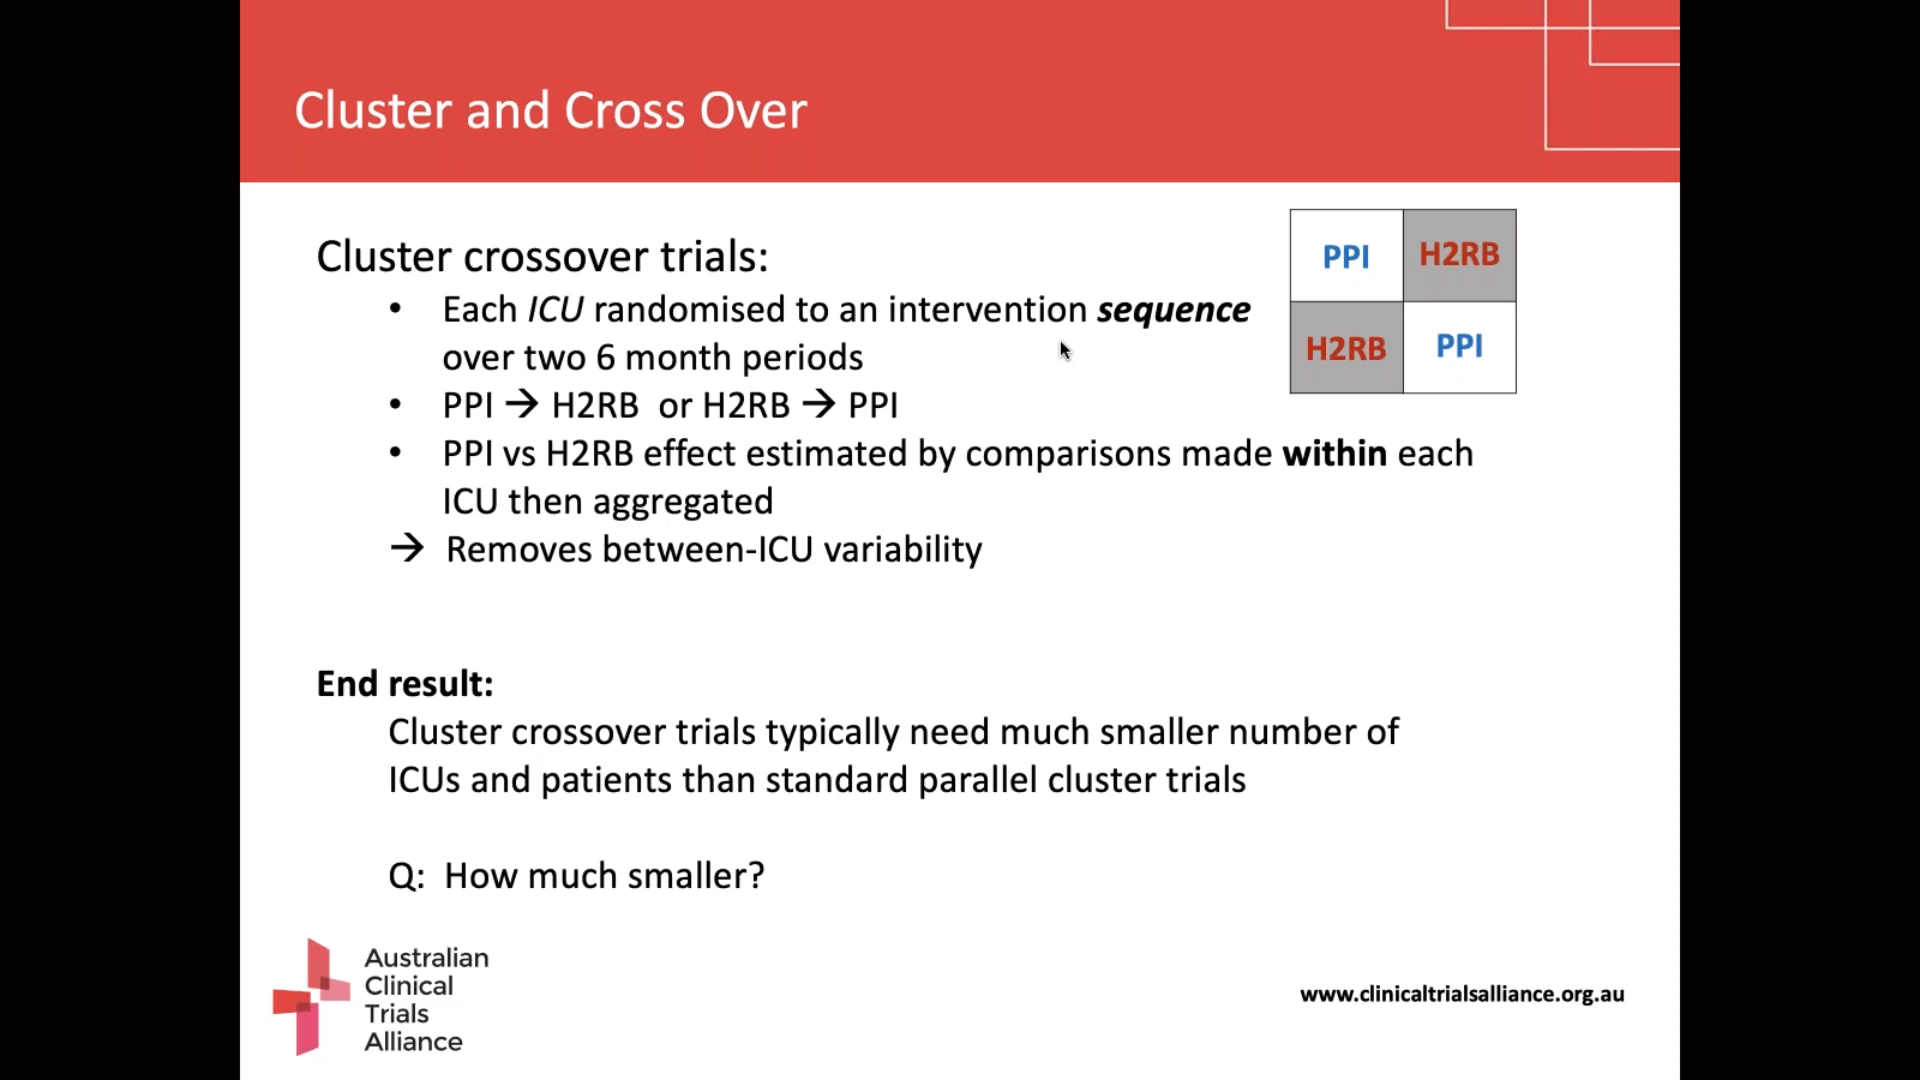 Cluster and Cross Over
Cluster crossover trials:
• Each ICU randomised to an intervention sequence
over two 6 month periods
• PPI → H2RB or H2RB → PPI
• PPI vs H2RB effect estimated by comparisons made within each
ICU then aggregated
→ Removes between-ICU variability
PPI H2RB
H2RB PPI
End result:
Cluster crossover trials typically need much smaller number of
ICUs and patients than standard parallel cluster trials
Q: How much smaller?
Australian
Clinical
Trials
Alliance
www.clinicaltrialsalliance.org.au